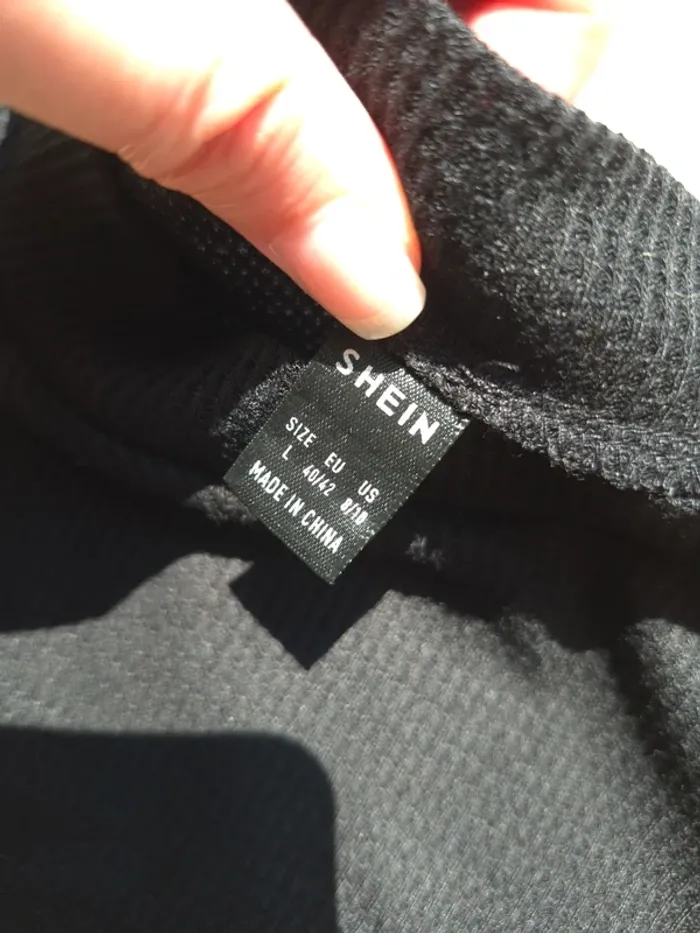 SHEIN
SIZE EU US
L 40/42 8/10
MADE IN CHINA